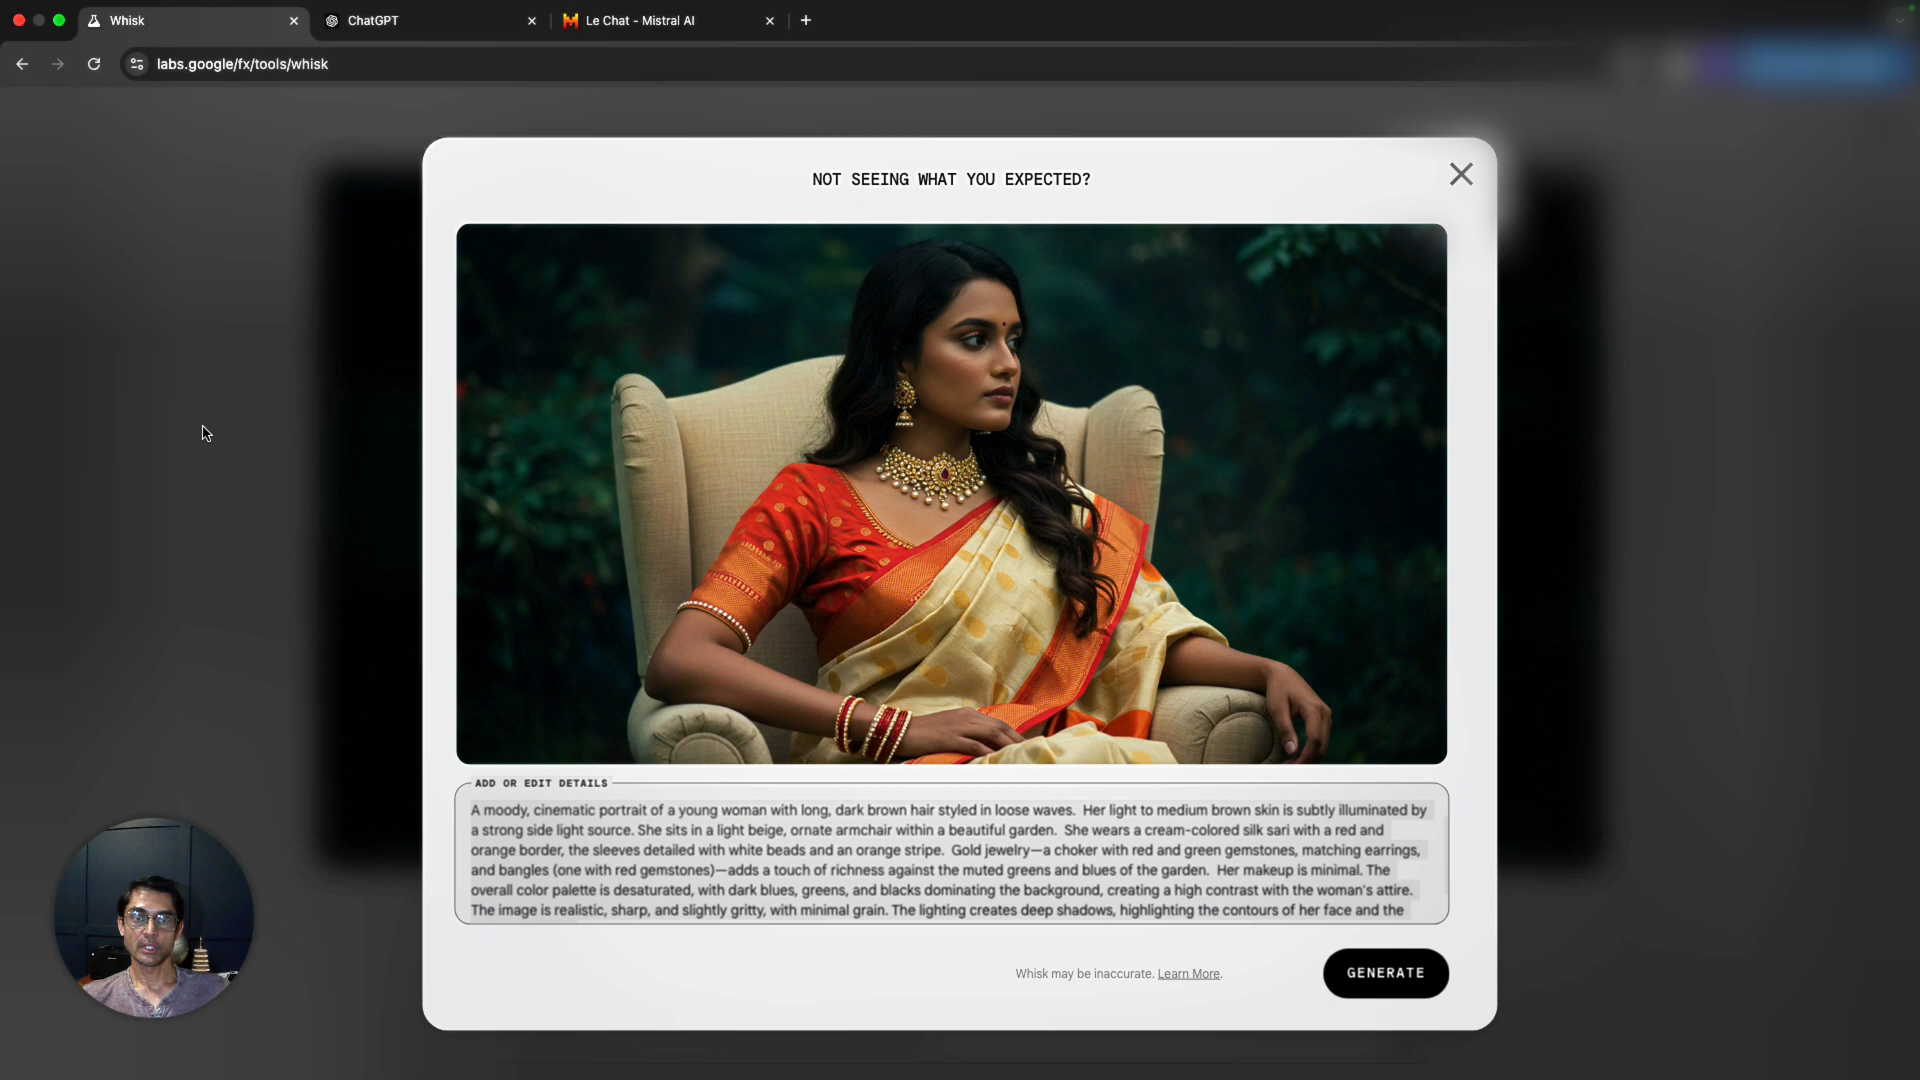 Whisk
ChatGPT
Le Chat - Mistral AI
labs.google/fx/tools/whisk
NOT SEEING WHAT YOU EXPECTED?
ADD OR EDIT DETAILS
A moody, cinematic portrait of a young woman with long, dark brown hair styled in loose waves.  Her light to medium brown skin is subtly illuminated by
a strong side light source. She sits in a light beige, ornate armchair within a beautiful garden.  She wears a cream-colored silk sari with a red and
orange border, the sleeves detailed with white beads and an orange stripe.  Gold jewelry—a choker with red and green gemstones, matching earrings,
and bangles (one with red gemstones)—adds a touch of richness against the muted greens and blues of the garden.  Her makeup is minimal. The
overall color palette is desaturated, with dark blues, greens, and blacks dominating the background, creating a high contrast with the woman's attire.
The image is realistic, sharp, and slightly gritty, with minimal grain. The lighting creates deep shadows, highlighting the contours of her face and the
Whisk may be inaccurate. Learn More.
GENERATE